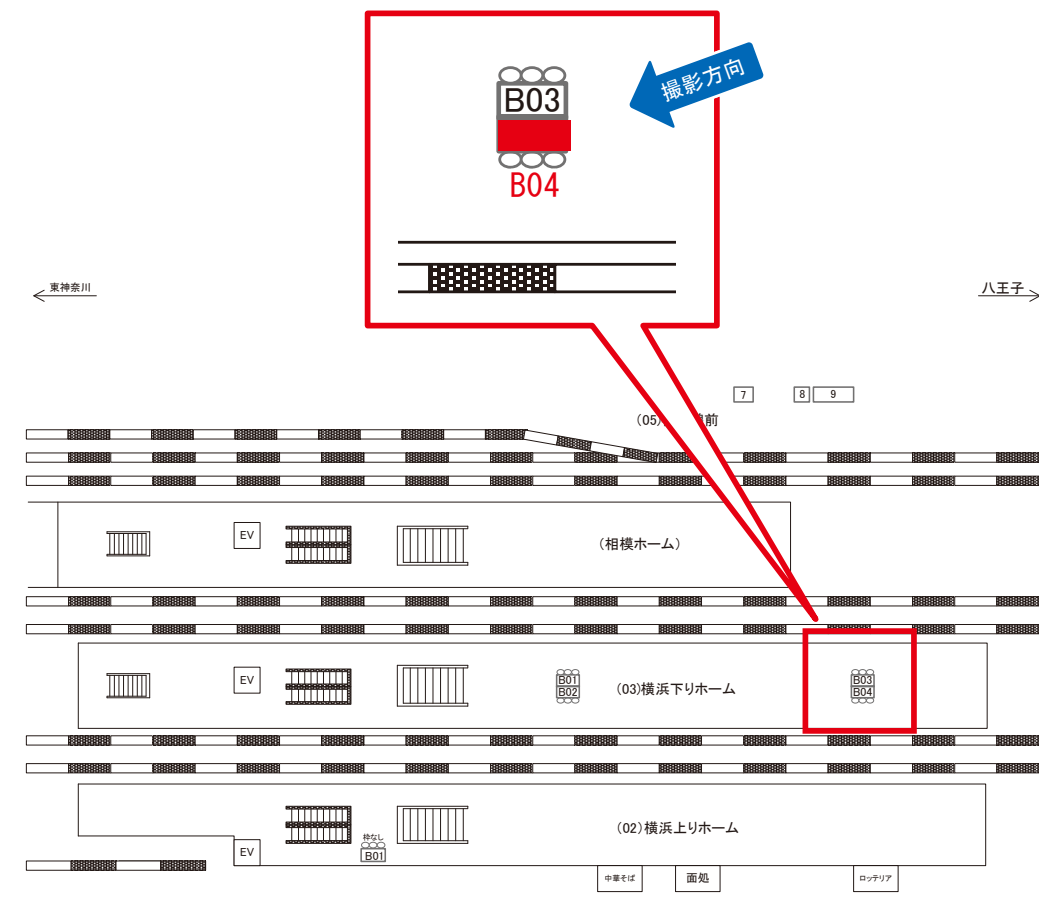 撮影方向
B03
B04
東神奈川
八王子
7
8
9
(05)
前
EV
(相模ホーム)
EV
B01
B02
(03)横浜下りホーム
B03
B04
(02)横浜上りホーム
枠なし
B01
EV
中華そば
面処
ロッテリア